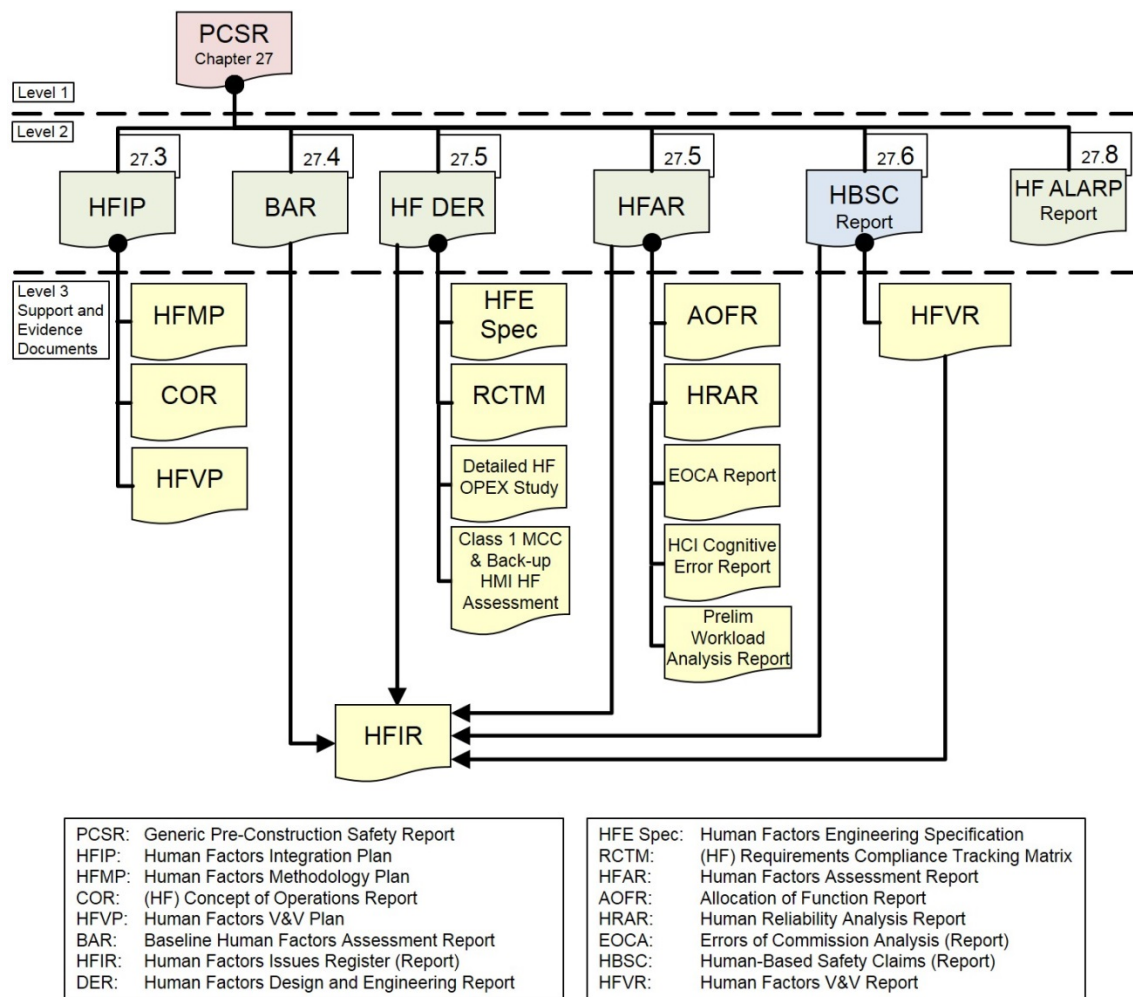 PCSR
Chapter 27
Level 1
Level 2
27.3
27.4
27.5
27.5
27.6
27.8
HFIP
BAR
HF DER
HFAR
HBSC
Report
HF ALARP
Report
Level 3
Support and
Evidence
Documents
HFMP
COR
HFVP
HFE
Spec
RCTM
Detailed HF
OPEX Study
Class 1 MCC
& Back-up
HMI HF
Assessment
AOFR
HRAR
EOCA Report
HCI Cognitive
Error Report
Prelim
Workload
Analysis Report
HFVR
HFIR
PCSR: Generic Pre-Construction Safety Report
HFIP: Human Factors Integration Plan
HFMP: Human Factors Methodology Plan
COR: (HF) Concept of Operations Report
HFVP: Human Factors V&V Plan
BAR: Baseline Human Factors Assessment Report
HFIR: Human Factors Issues Register (Report)
DER: Human Factors Design and Engineering Report
HFE Spec: Human Factors Engineering Specification
RCTM: (HF) Requirements Compliance Tracking Matrix
HFAR: Human Factors Assessment Report
AOFR: Allocation of Function Report
HRAR: Human Reliability Analysis Report
EOCA: Errors of Commission Analysis (Report)
HBSC: Human-Based Safety Claims (Report)
HFVR: Human Factors V&V Report